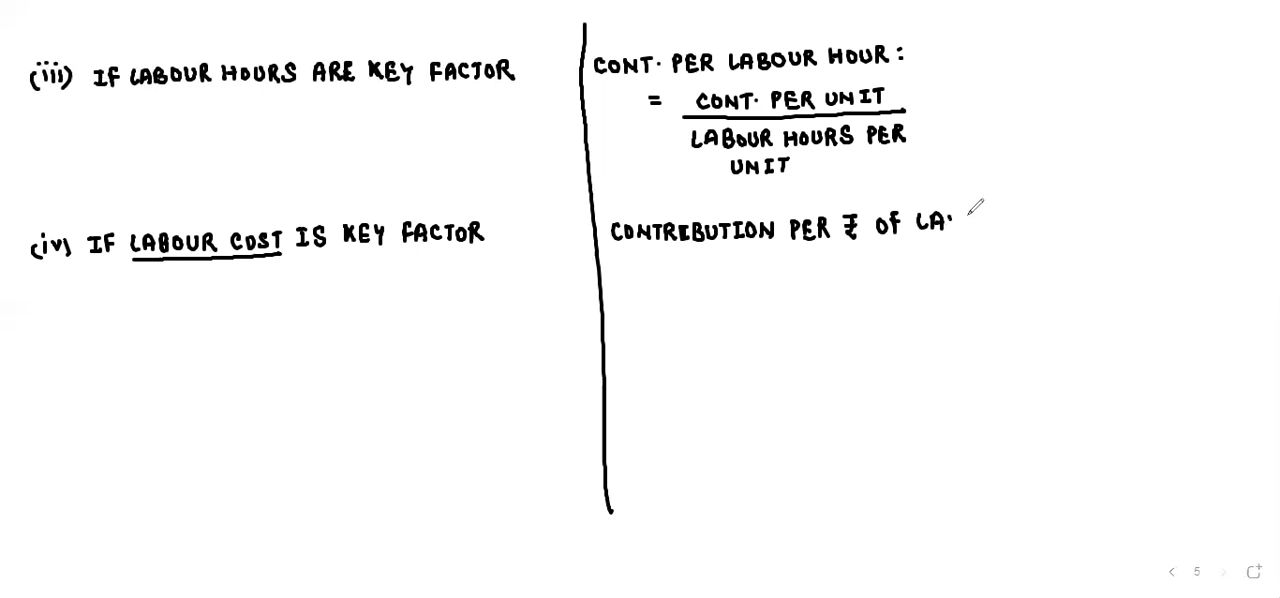 (iii) IF LABOUR HOURS ARE KEY FACTOR
CONT. PER LABOUR HOUR :
= CONT. PER UNIT
LABOUR HOURS PER
UNIT
(iv) IF LABOUR COST IS KEY FACTOR
CONTREBUTION PER ₹ OF LA.
< 5 >